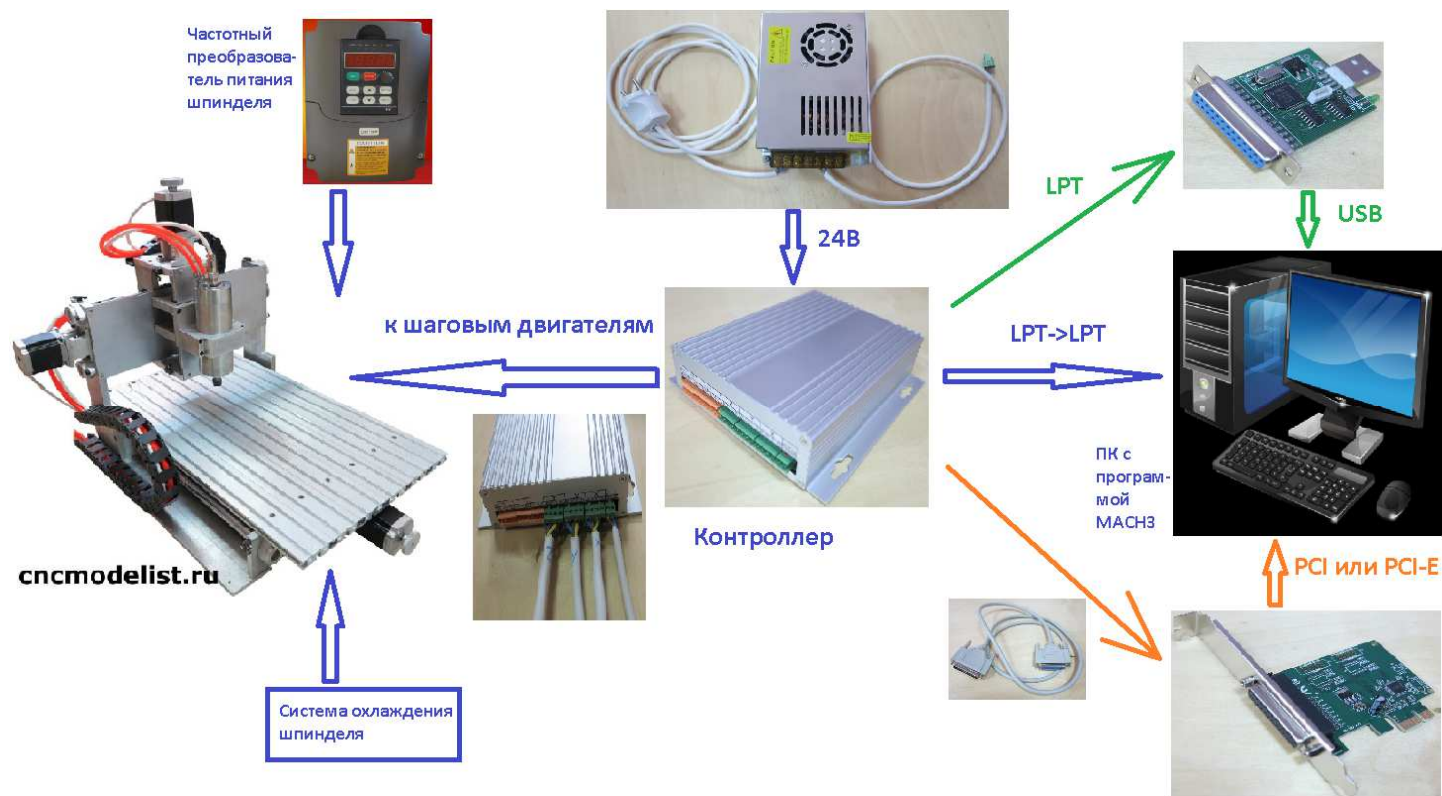 Частотный
преобразова-
тель питания
шпинделя
24В
LPT
USB
к шаговым двигателям
LPT->LPT
Контроллер
ПК с
програм-
мой
MACH3
cncmodelist.ru
PCI или PCI-E
Система охлаждения
шпинделя